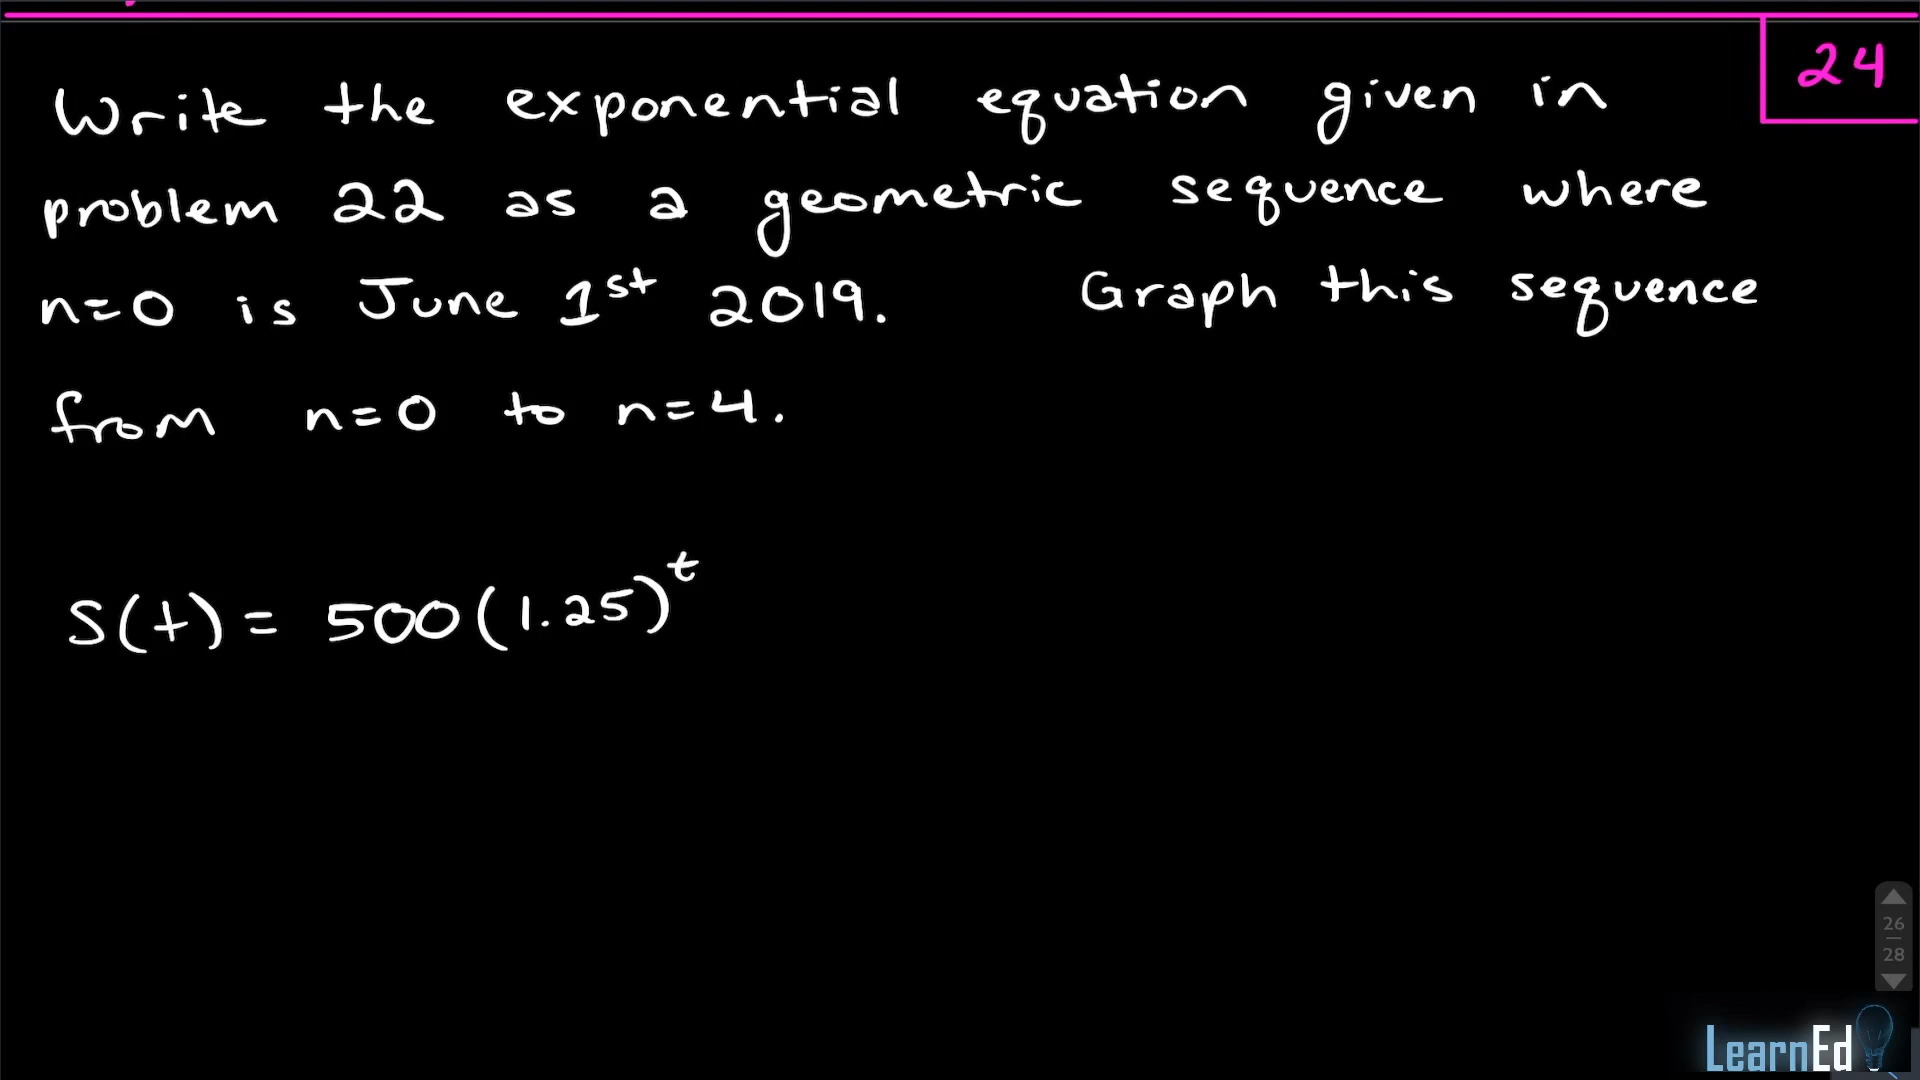 24
Write the exponential equation given in
problem 22 as a geometric sequence where
n=0 is June 1st 2019. Graph this sequence
from n=0 to n=4.
S(t) = 500(1.25)^t
26
28
LearnEd